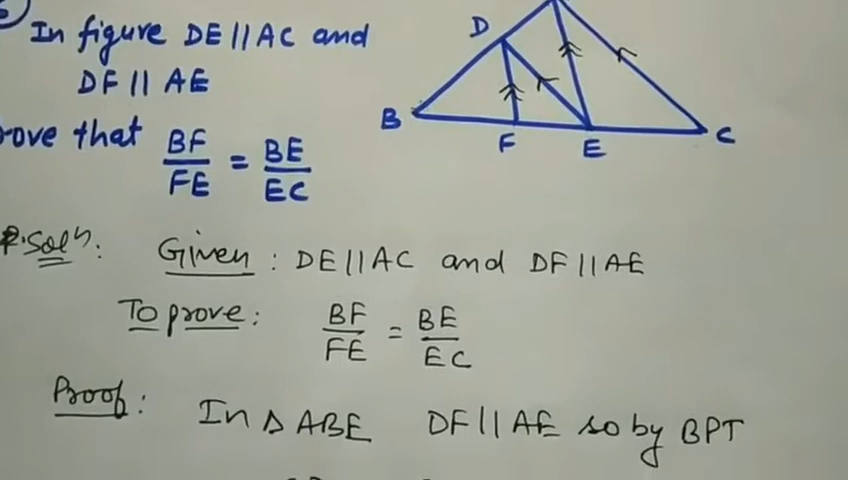 In figure DE || AC and
DF || AE
rove that BF/FE = BE/EC
D
B
F
E
C
Soln:
Given: DE || AC and DF || AE
To prove: BF/FE = BE/EC
Proof: In Δ ABE DF || AE so by BPT